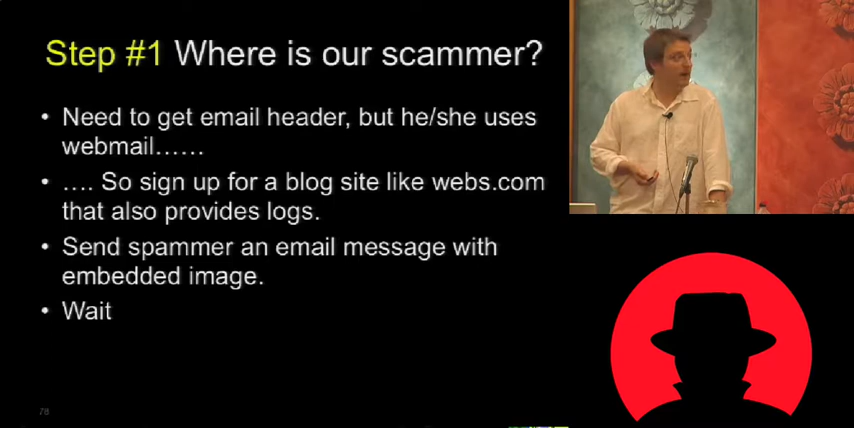 Step #1 Where is our scammer?
• Need to get email header, but he/she uses
webmail……
• …. So sign up for a blog site like webs.com
that also provides logs.
• Send spammer an email message with
embedded image.
• Wait
78